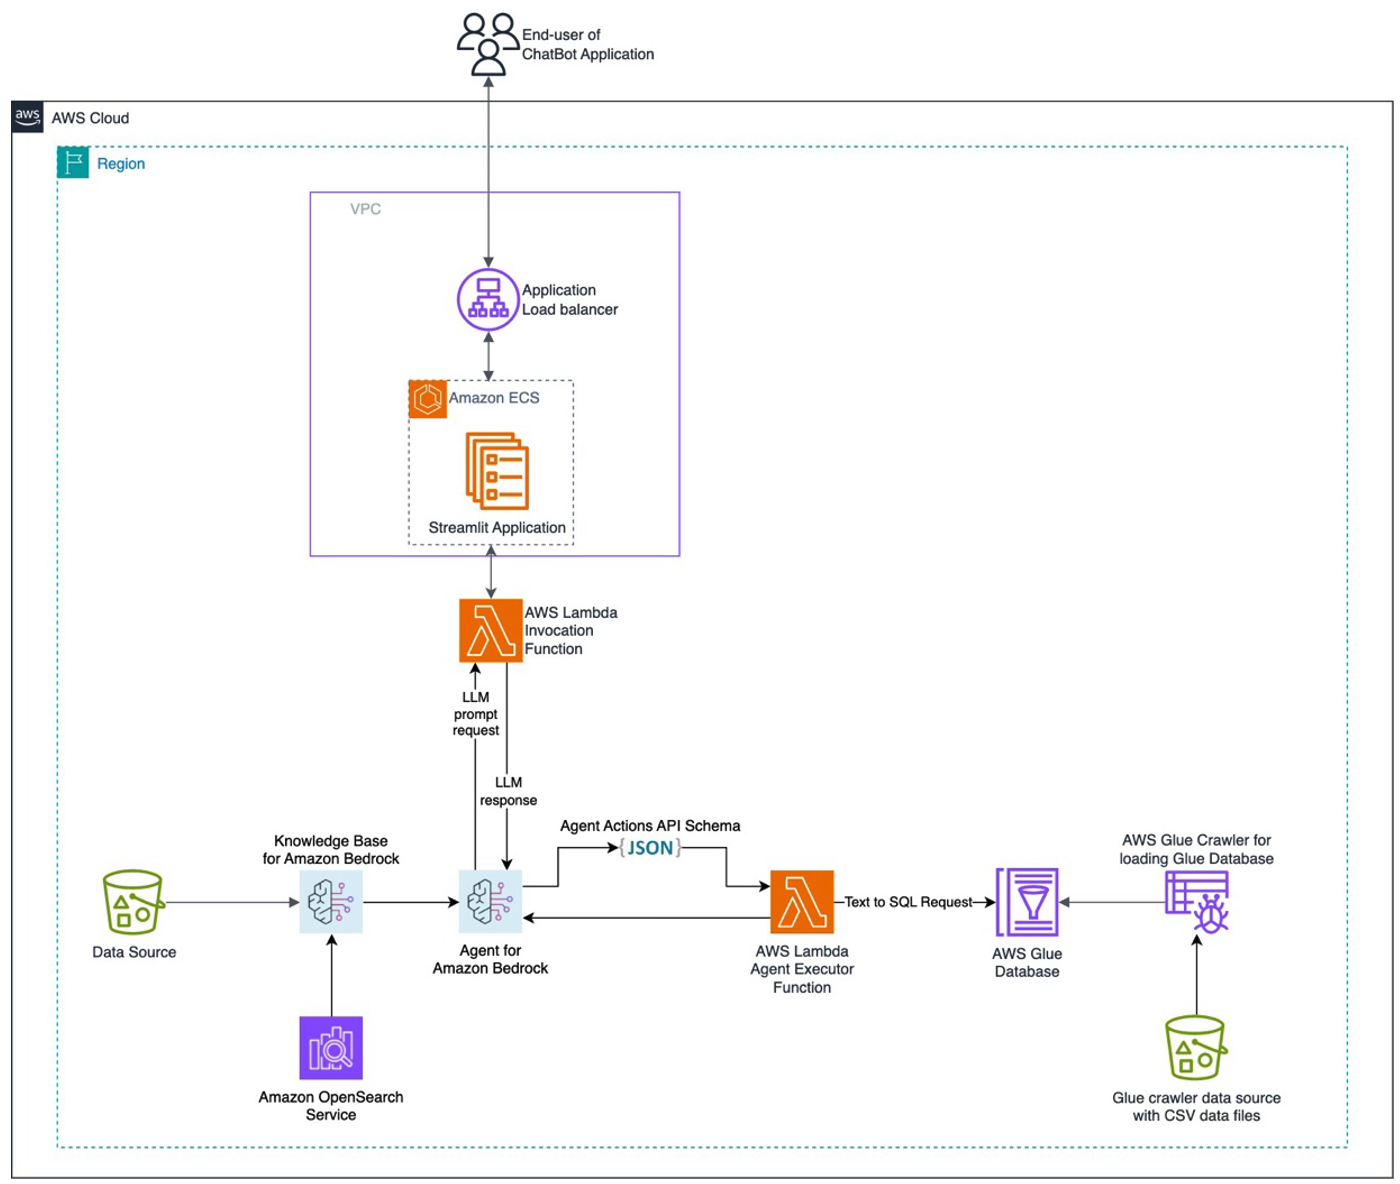 End-user of
ChatBot Application
aws
AWS Cloud
Region
VPC
Application
Load balancer
Amazon ECS
Streamlit Application
AWS Lambda
Invocation
Function
LLM
prompt
request
LLM
response
Agent Actions API Schema
{JSON}
Knowledge Base
for Amazon Bedrock
AWS Glue Crawler for
loading Glue Database
Text to SQL Request
Data Source
Agent for
Amazon Bedrock
AWS Lambda
Agent Executor
Function
AWS Glue
Database
Amazon OpenSearch
Service
Glue crawler data source
with CSV data files